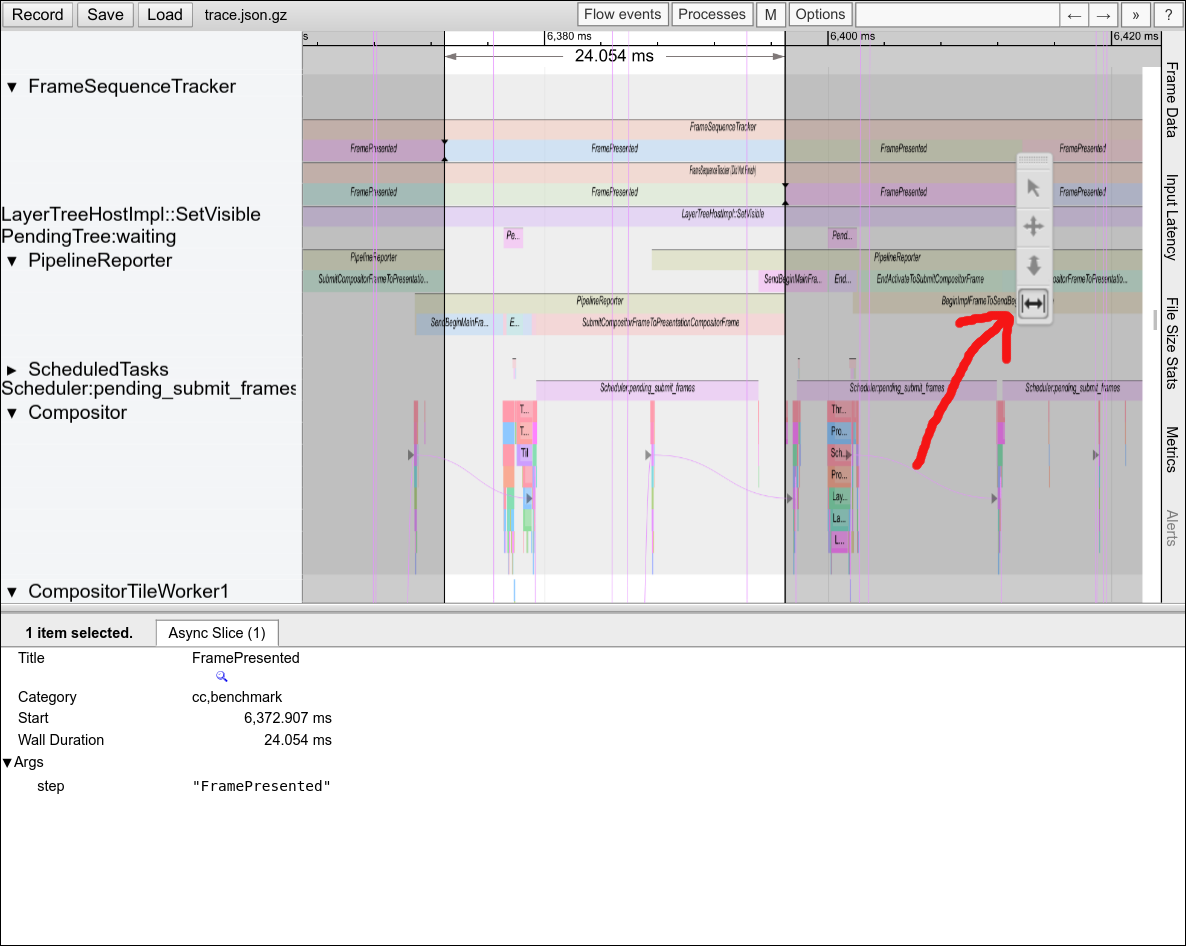 Record Save Load trace.json.gz Flow events Processes M Options ← → » ?
s 6,380 ms 6,400 ms 6,420 ms
24.054 ms
▼ FrameSequenceTracker
FrameSequenceTracker
FramePresented FramePresented FramePresented FramePresented
FrameSequenceTracker (Did Not Finish)
FramePresented FramePresented FramePresented FramePresented
LayerTreeHostImpl::SetVisible LayerTreeHostImpl::SetVisible
PendingTree:waiting Pe... Pend...
▼ PipelineReporter PipelineReporter PipelineReporter
SubmitCompositorFrameToPresentatio... SendBeginMainFra... End... EndActivateToSubmitCompositorFrame ositorFrameToPresentatio...
PipelineReporter BeginImplFrameToSendBeg
SendBeginMainFra... E... SubmitCompositorFrameToPresentationCompositorFrame
▶ ScheduledTasks
Scheduler:pending_submit_frames Scheduler:pending_submit_frames Scheduler:pending_submit_frames Scheduler:pending_submit_frames
▼ Compositor T... Thr...
T... Pro...
Till Sch...
Pro...
Lay...
La...
L...
▼ CompositorTileWorker1
Frame Data
Input Latency
File Size Stats
Metrics
Alerts
1 item selected. Async Slice (1)
Title FramePresented
Category cc,benchmark
Start 6,372.907 ms
Wall Duration 24.054 ms
▼Args
step "FramePresented"